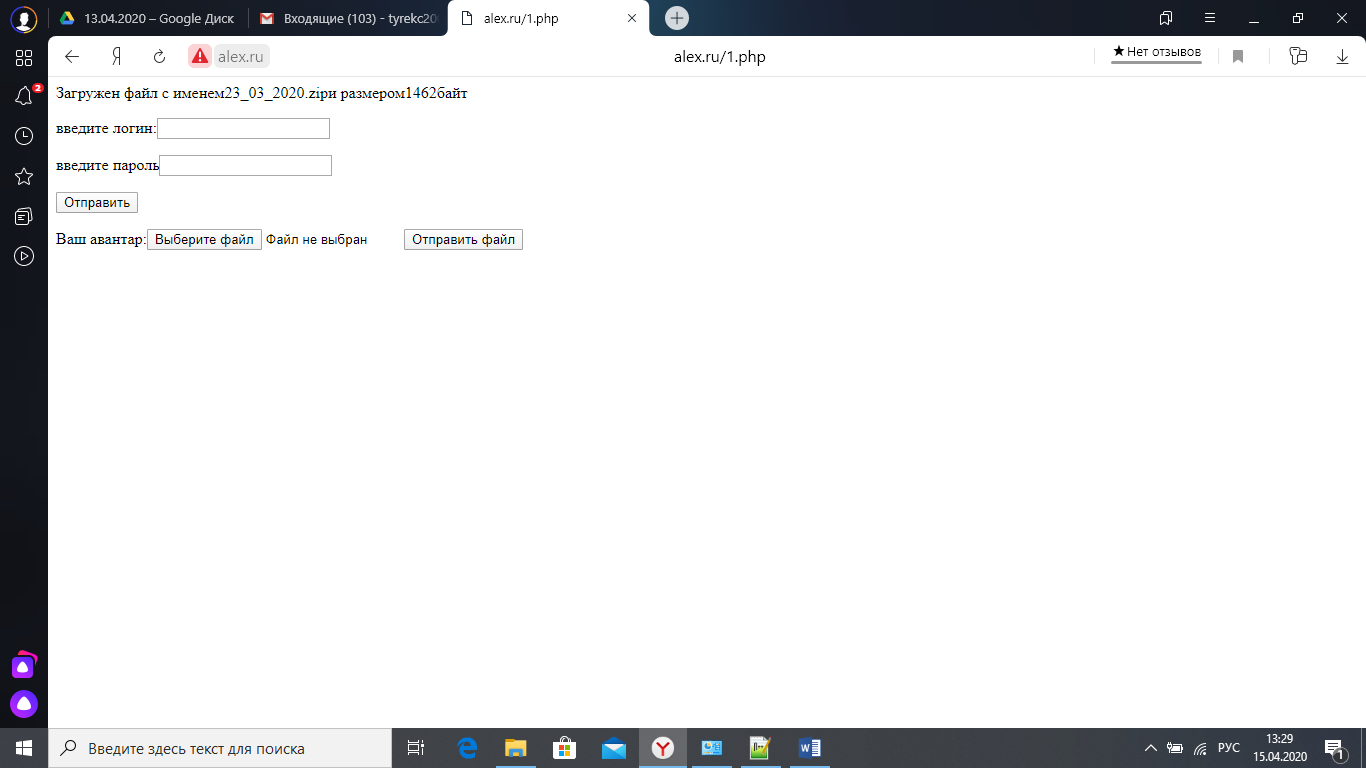 13.04.2020 – Google Диск
Входящие (103) - tyrekc20
alex.ru/1.php
2
alex.ru
alex.ru/1.php
★Нет отзывов
Загружен файл с именем23_03_2020.zipи размером1462байт
введите логин:
введите пароль
Отправить
Ваш авантар: Выберите файл Файл не выбран Отправить файл
Введите здесь текст для поиска
РУС
13:29
15.04.2020
1